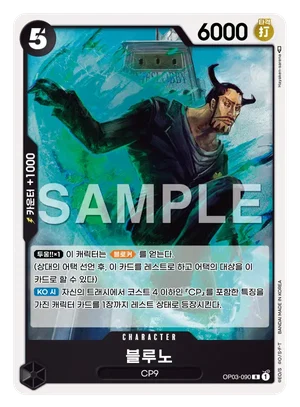 5
6000
타격
打
카운터 +1000
SAMPLE
투웅!!×1 이 캐릭터는 블로커 를 얻는다.
(상대의 어택 선언 후, 이 카드를 레스트로 하고 어택의 대상을 이
카드로 할 수 있다)
KO 시 자신의 트래시에서 코스트 4 이하인 「CP」를 포함한 특징을
가진 캐릭터 카드를 1장까지 레스트 상태로 등장시킨다.
CHARACTER
블루노
CP9
OP03-090 R 1